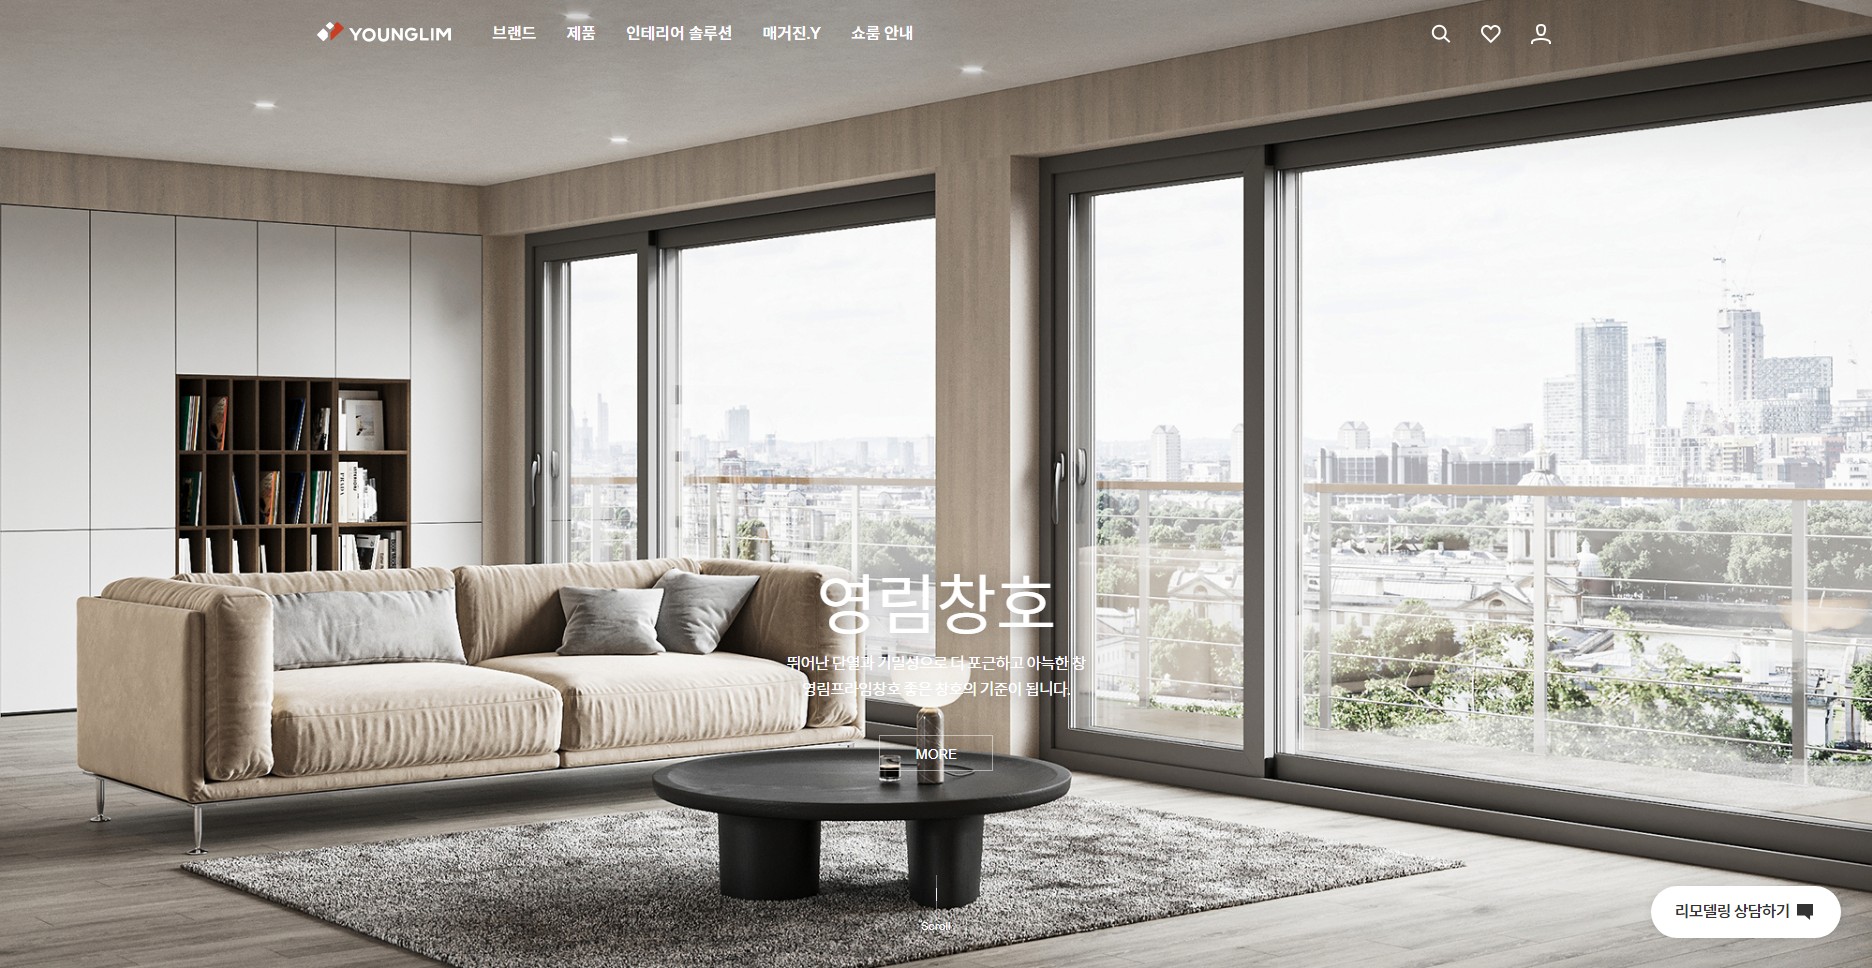 YOUNGLIM 브랜드 제품 인테리어 솔루션 매거진.Y 쇼룸 안내
영림창호
뛰어난 단열과 기밀성으로 더 포근하고 아늑한 창
영림프라임창호 좋은 창호의 기준이 됩니다.
MORE
Scroll
리모델링 상담하기